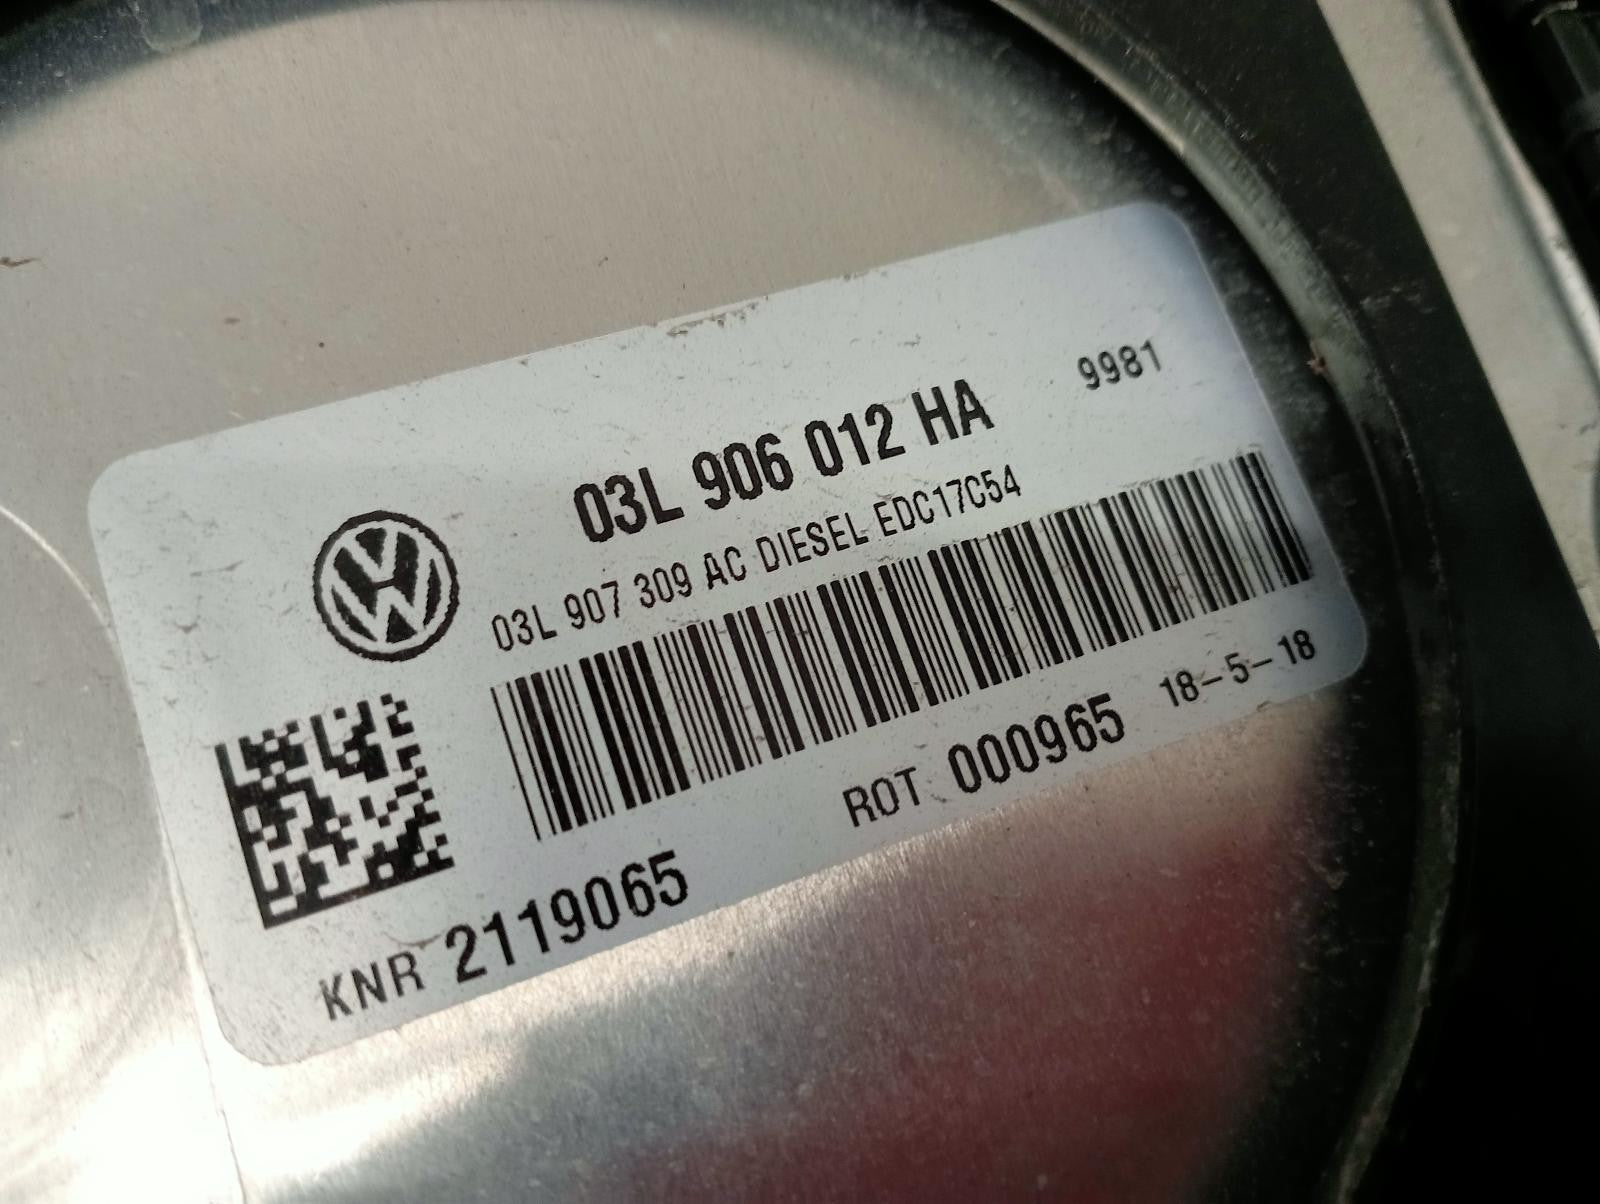 9981
03L 906 012 HA
03L 907 309 AC DIESEL EDC17C54
ROT 000965 18-5-18
KNR 2119065